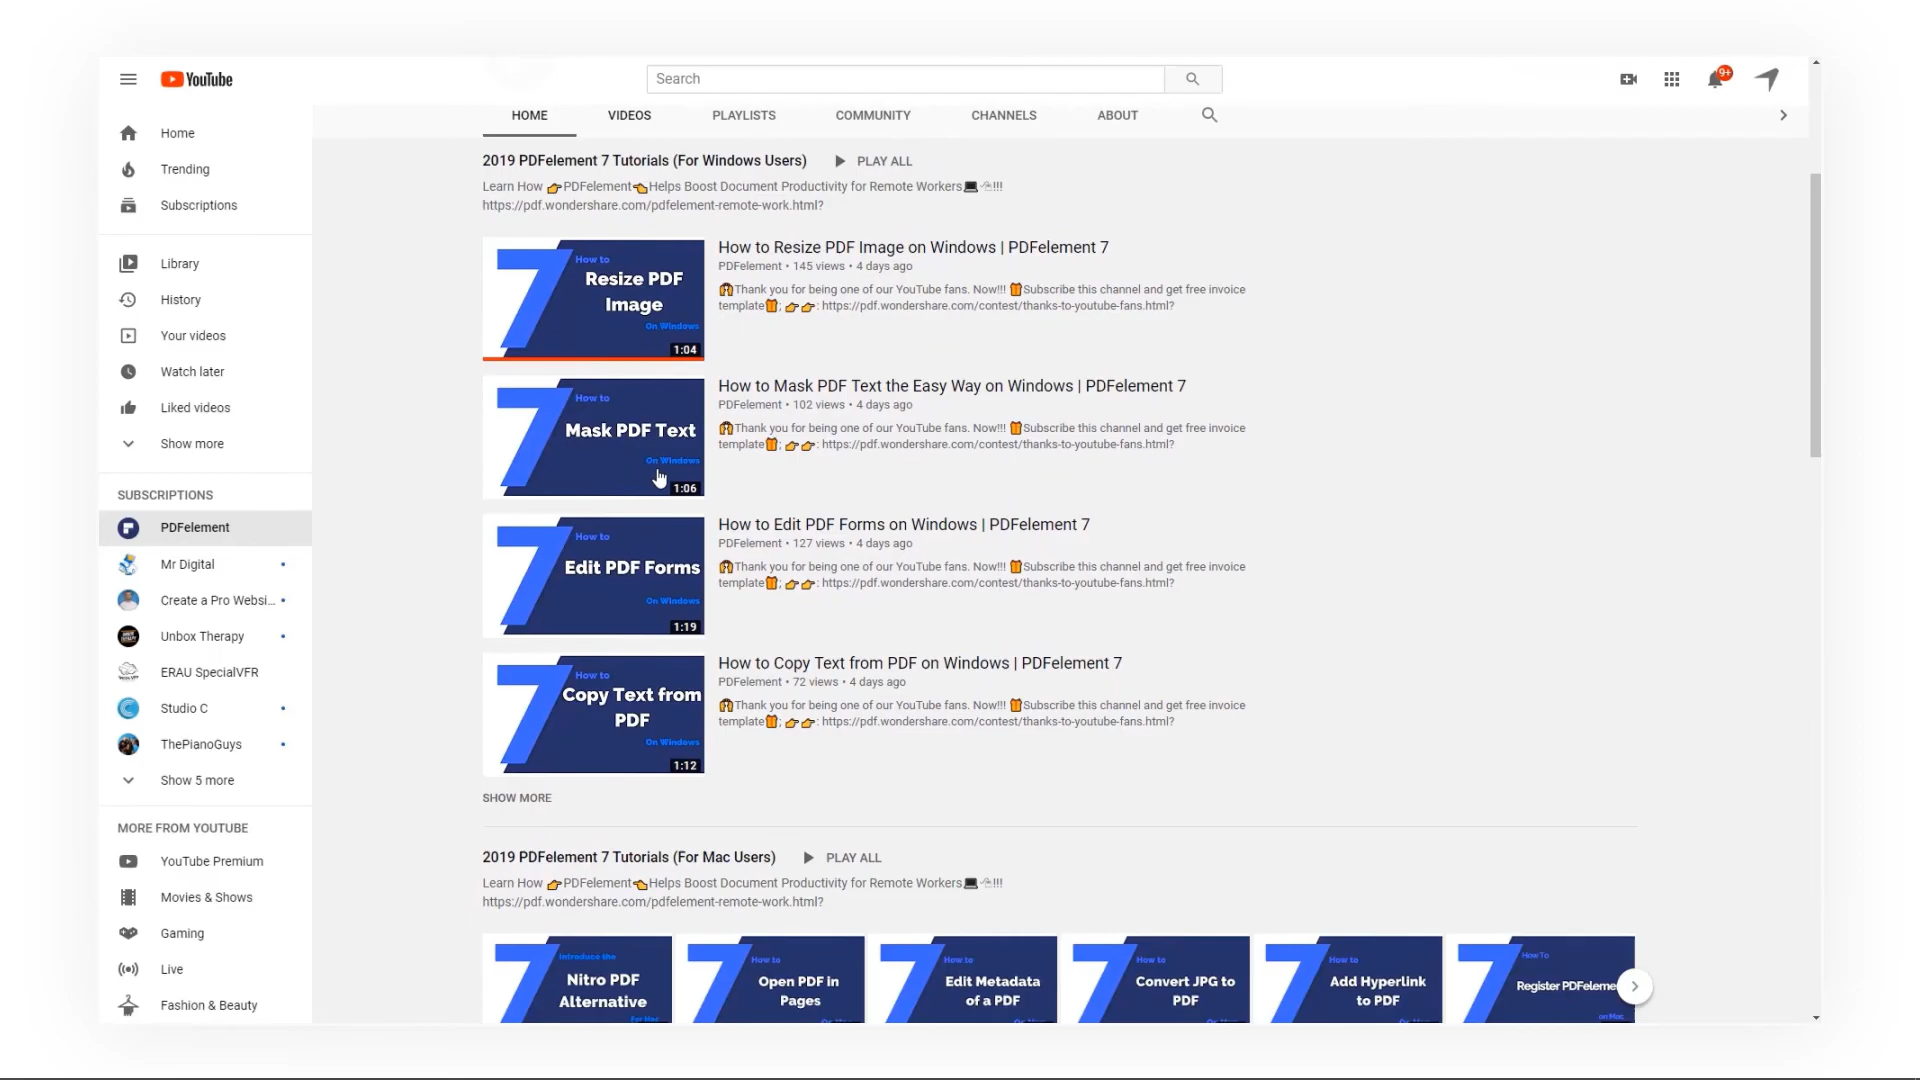 YouTube
Search
9+
HOME VIDEOS PLAYLISTS COMMUNITY CHANNELS ABOUT
Home
Trending
Subscriptions
Library
History
Your videos
Watch later
Liked videos
Show more
SUBSCRIPTIONS
PDFelement
Mr Digital
Create a Pro Websi...
Unbox Therapy
ERAU SpecialVFR
Studio C
ThePianoGuys
Show 5 more
MORE FROM YOUTUBE
YouTube Premium
Movies & Shows
Gaming
Live
Fashion & Beauty
2019 PDFelement 7 Tutorials (For Windows Users) PLAY ALL
Learn How 👉PDFelement👈Helps Boost Document Productivity for Remote Workers💻🖱!!!
https://pdf.wondershare.com/pdfelement-remote-work.html?
7
How to
Resize PDF
Image
On Windows
1:04
How to Resize PDF Image on Windows | PDFelement 7
PDFelement • 145 views • 4 days ago
Thank you for being one of our YouTube fans. Now!!! 🎁Subscribe this channel and get free invoice
template🎁; 👉👉: https://pdf.wondershare.com/contest/thanks-to-youtube-fans.html?
7
How to
Mask PDF Text
On Windows
1:06
How to Mask PDF Text the Easy Way on Windows | PDFelement 7
PDFelement • 102 views • 4 days ago
Thank you for being one of our YouTube fans. Now!!! 🎁Subscribe this channel and get free invoice
template🎁; 👉👉: https://pdf.wondershare.com/contest/thanks-to-youtube-fans.html?
7
How to
Edit PDF Forms
On Windows
1:19
How to Edit PDF Forms on Windows | PDFelement 7
PDFelement • 127 views • 4 days ago
Thank you for being one of our YouTube fans. Now!!! 🎁Subscribe this channel and get free invoice
template🎁; 👉👉: https://pdf.wondershare.com/contest/thanks-to-youtube-fans.html?
7
How to
Copy Text from
PDF
On Windows
1:12
How to Copy Text from PDF on Windows | PDFelement 7
PDFelement • 72 views • 4 days ago
Thank you for being one of our YouTube fans. Now!!! 🎁Subscribe this channel and get free invoice
template🎁; 👉👉: https://pdf.wondershare.com/contest/thanks-to-youtube-fans.html?
SHOW MORE
2019 PDFelement 7 Tutorials (For Mac Users) PLAY ALL
Learn How 👉PDFelement👈Helps Boost Document Productivity for Remote Workers💻🖱!!!
https://pdf.wondershare.com/pdfelement-remote-work.html?
7
Introduce the
Nitro PDF
Alternative
For Mac
7
How to
Open PDF in
Pages
7
How to
Edit Metadata
of a PDF
7
How to
Convert JPG to
PDF
7
How to
Add Hyperlink
to PDF
7
How To
Register PDFeleme
on Mac